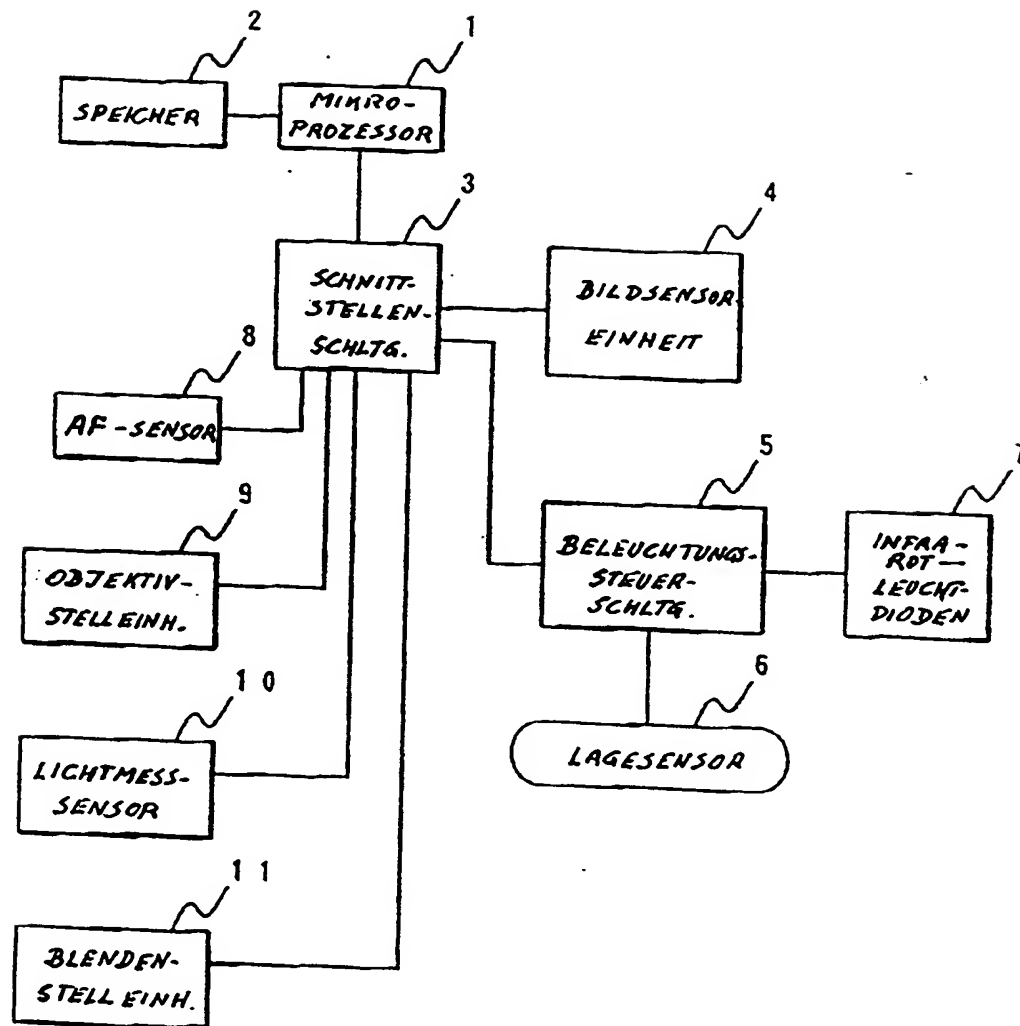 2
1
SPEICHER
MIKRO-
PROZESSOR
3
4
SCHNITT-
STELLEN-
SCHLTG.
BILDSENSOR-
EINHEIT
8
AF-SENSOR
5
7
9
BELEUCHTUNGS-
STEUER-
SCHLTG.
INFRA-
ROT-
LEUCHT-
DIODEN
OBJEKTIV-
STELLEINH.
6
LAGESENSOR
10
LICHTMESS-
SENSOR
11
BLENDEN-
STELLEINH.